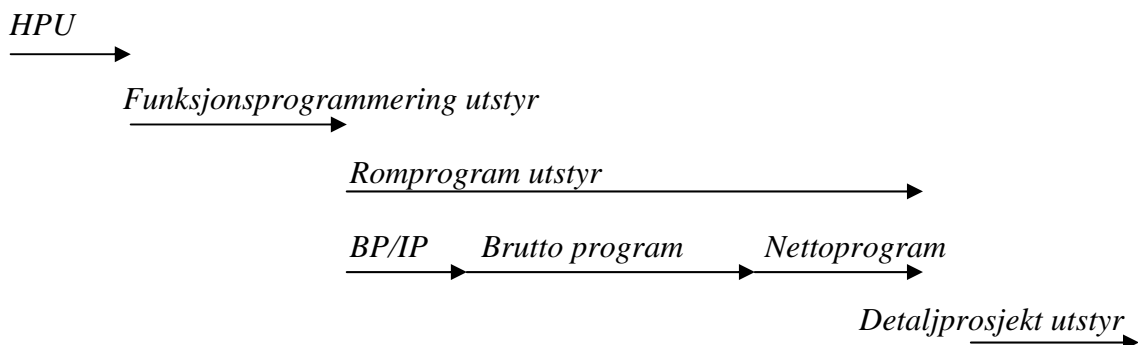 HPU
Funksjonsprogrammering utstyr
Romprogram utstyr
BP/IP Brutto program Nettoprogram
Detaljprosjekt utstyr